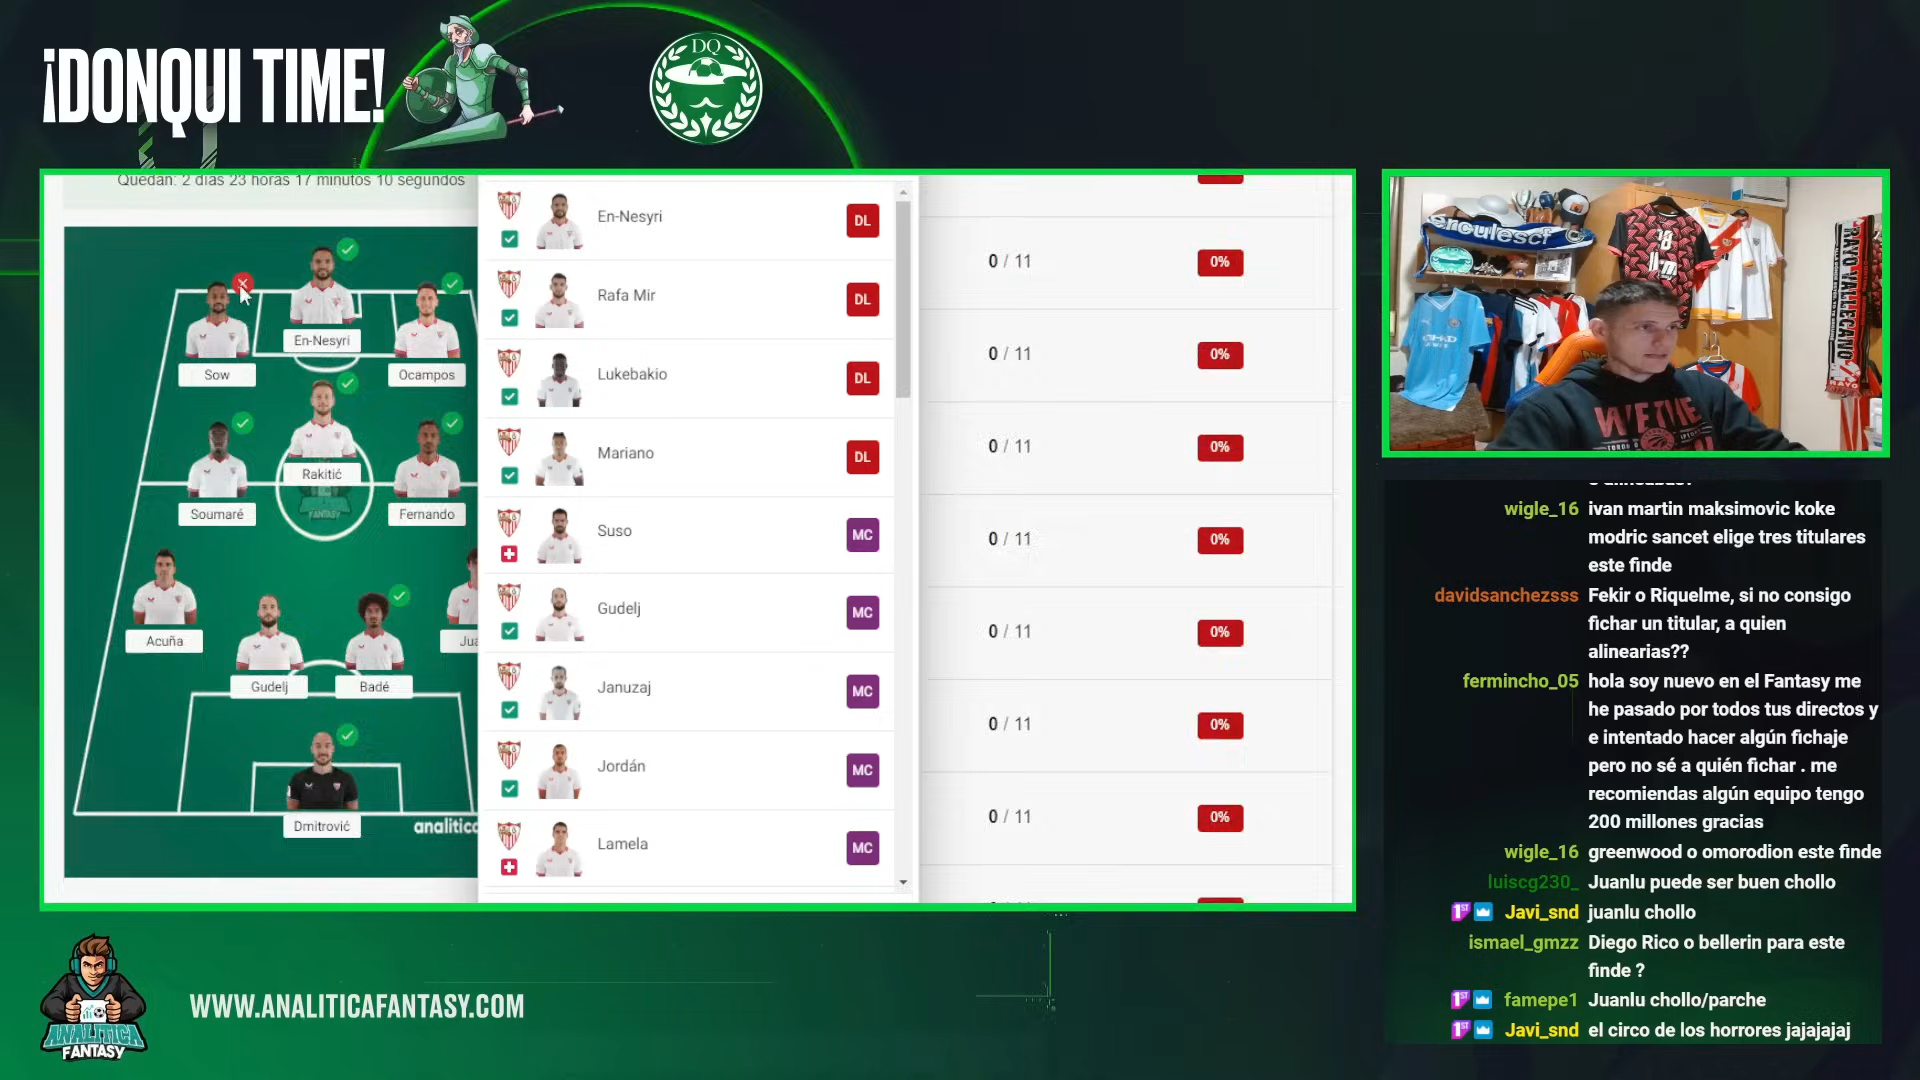 ¡DONQUI TIME!
DQ
Quedan: 2 dias 23 horas 17 minutos 10 segundos
En-Nesyri
Sow
Ocampos
Rakitić
Soumaré
Fernando
Acuña
Gudelj
Badé
Dmitrović
En-Nesyri
DL
Rafa Mir
DL
Lukebakio
DL
Mariano
DL
Suso
MC
Gudelj
MC
Januzaj
MC
Jordán
MC
Lamela
MC
0 / 11
0%
0 / 11
0%
0 / 11
0%
0 / 11
0%
0 / 11
0%
0 / 11
0%
0 / 11
0%
erculescf
RAYO VALLECANO
WE THE
wigle_16 ivan martin maksimovic koke
modric sancet elige tres titulares
este finde
davidsanchezsss Fekir o Riquelme, si no consigo
fichar un titular, a quien
alinearias??
fermincho_05 hola soy nuevo en el Fantasy me
he pasado por todos tus directos y
e intentado hacer algún fichaje
pero no sé a quién fichar . me
recomiendas algún equipo tengo
200 millones gracias
wigle_16 greenwood o omorodion este finde
luiscg230_ Juanlu puede ser buen chollo
1ST Javi_snd juanlu chollo
ismael_gmzz Diego Rico o bellerin para este
finde ?
1ST famepe1 Juanlu chollo/parche
1ST Javi_snd el circo de los horrores jajajajaj
ANALITICA
FANTASY
WWW.ANALITICAFANTASY.COM